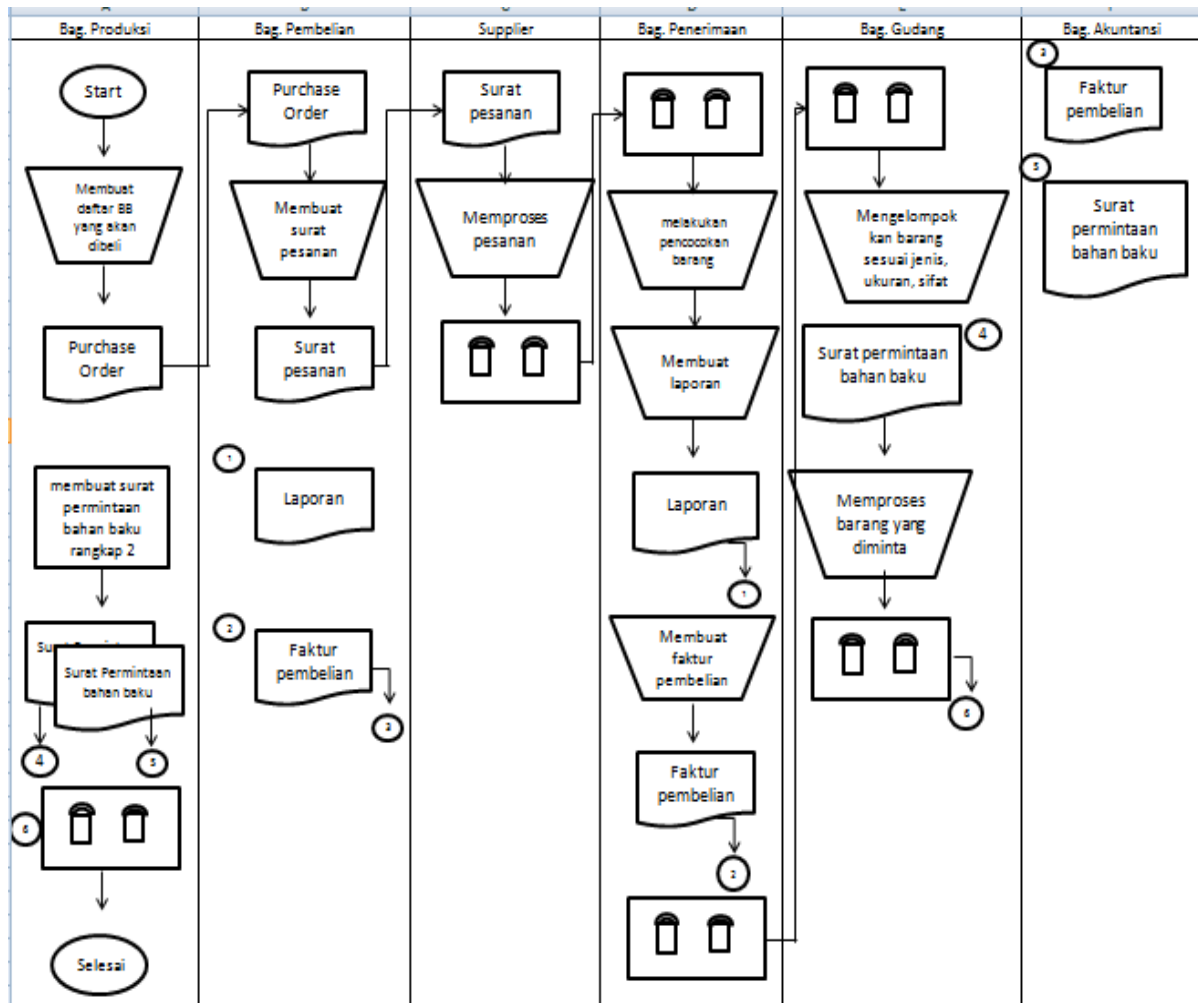 Bag. Produksi
Bag. Pembelian
Supplier
Bag. Penerimaan
Bag. Gudang
Bag. Akuntansi
Start
Membuat
daftar BB
yang akan
dibeli
Purchase
Order
membuat surat
permintaan
bahan baku
rangkap 2
Surat Permintaan
bahan baku
4
5
6
Selesai
Purchase
Order
Membuat
surat
pesanan
Surat
pesanan
1
Laporan
2
Faktur
pembelian
3
Surat
pesanan
Memproses
pesanan
melakukan
pencocokan
barang
Membuat
laporan
Laporan
1
Membuat
faktur
pembelian
Faktur
pembelian
2
Mengelompok
kan barang
sesuai jenis,
ukuran, sifat
4
Surat permintaan
bahan baku
Memproses
barang yang
diminta
6
3
Faktur
pembelian
5
Surat
permintaan
bahan baku